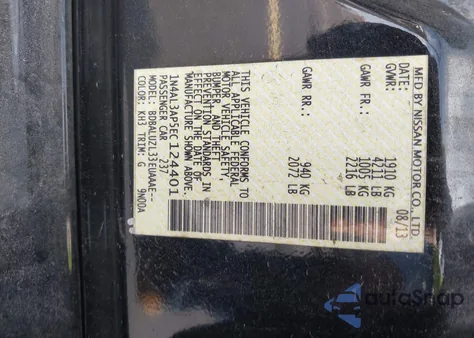 MFD BY NISSAN MOTOR CO., LTD.
DATE: 08/13
GVWR: 1910 KG
LB
GAWR FR.: 1005 KG
2216 LB
GAWR RR.: 940 KG
2072 LB
THIS VEHICLE CONFORMS TO
ALL APPLICABLE FEDERAL
MOTOR VEHICLE SAFETY,
BUMPER, AND THEFT
PREVENTION STANDARDS IN
EFFECT ON THE DATE OF
MANUFACTURE SHOWN ABOVE.
1N4AL3AP5EC124401
PASSENGER CAR 237
MODEL:
COLOR: KH3 TRIM: G 9N00A
autoSnap